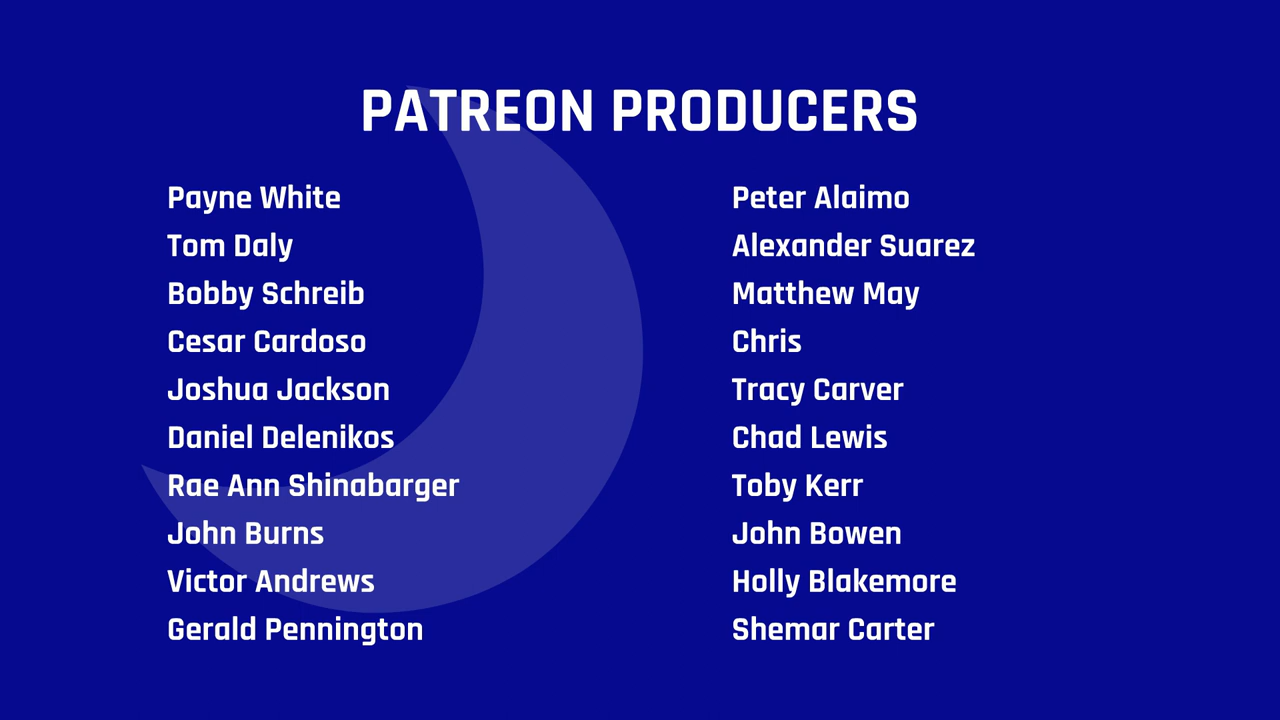 PATREON PRODUCERS
Payne White
Tom Daly
Bobby Schreib
Cesar Cardoso
Joshua Jackson
Daniel Delenikos
Rae Ann Shinabarger
John Burns
Victor Andrews
Gerald Pennington
Peter Alaimo
Alexander Suarez
Matthew May
Chris
Tracy Carver
Chad Lewis
Toby Kerr
John Bowen
Holly Blakemore
Shemar Carter